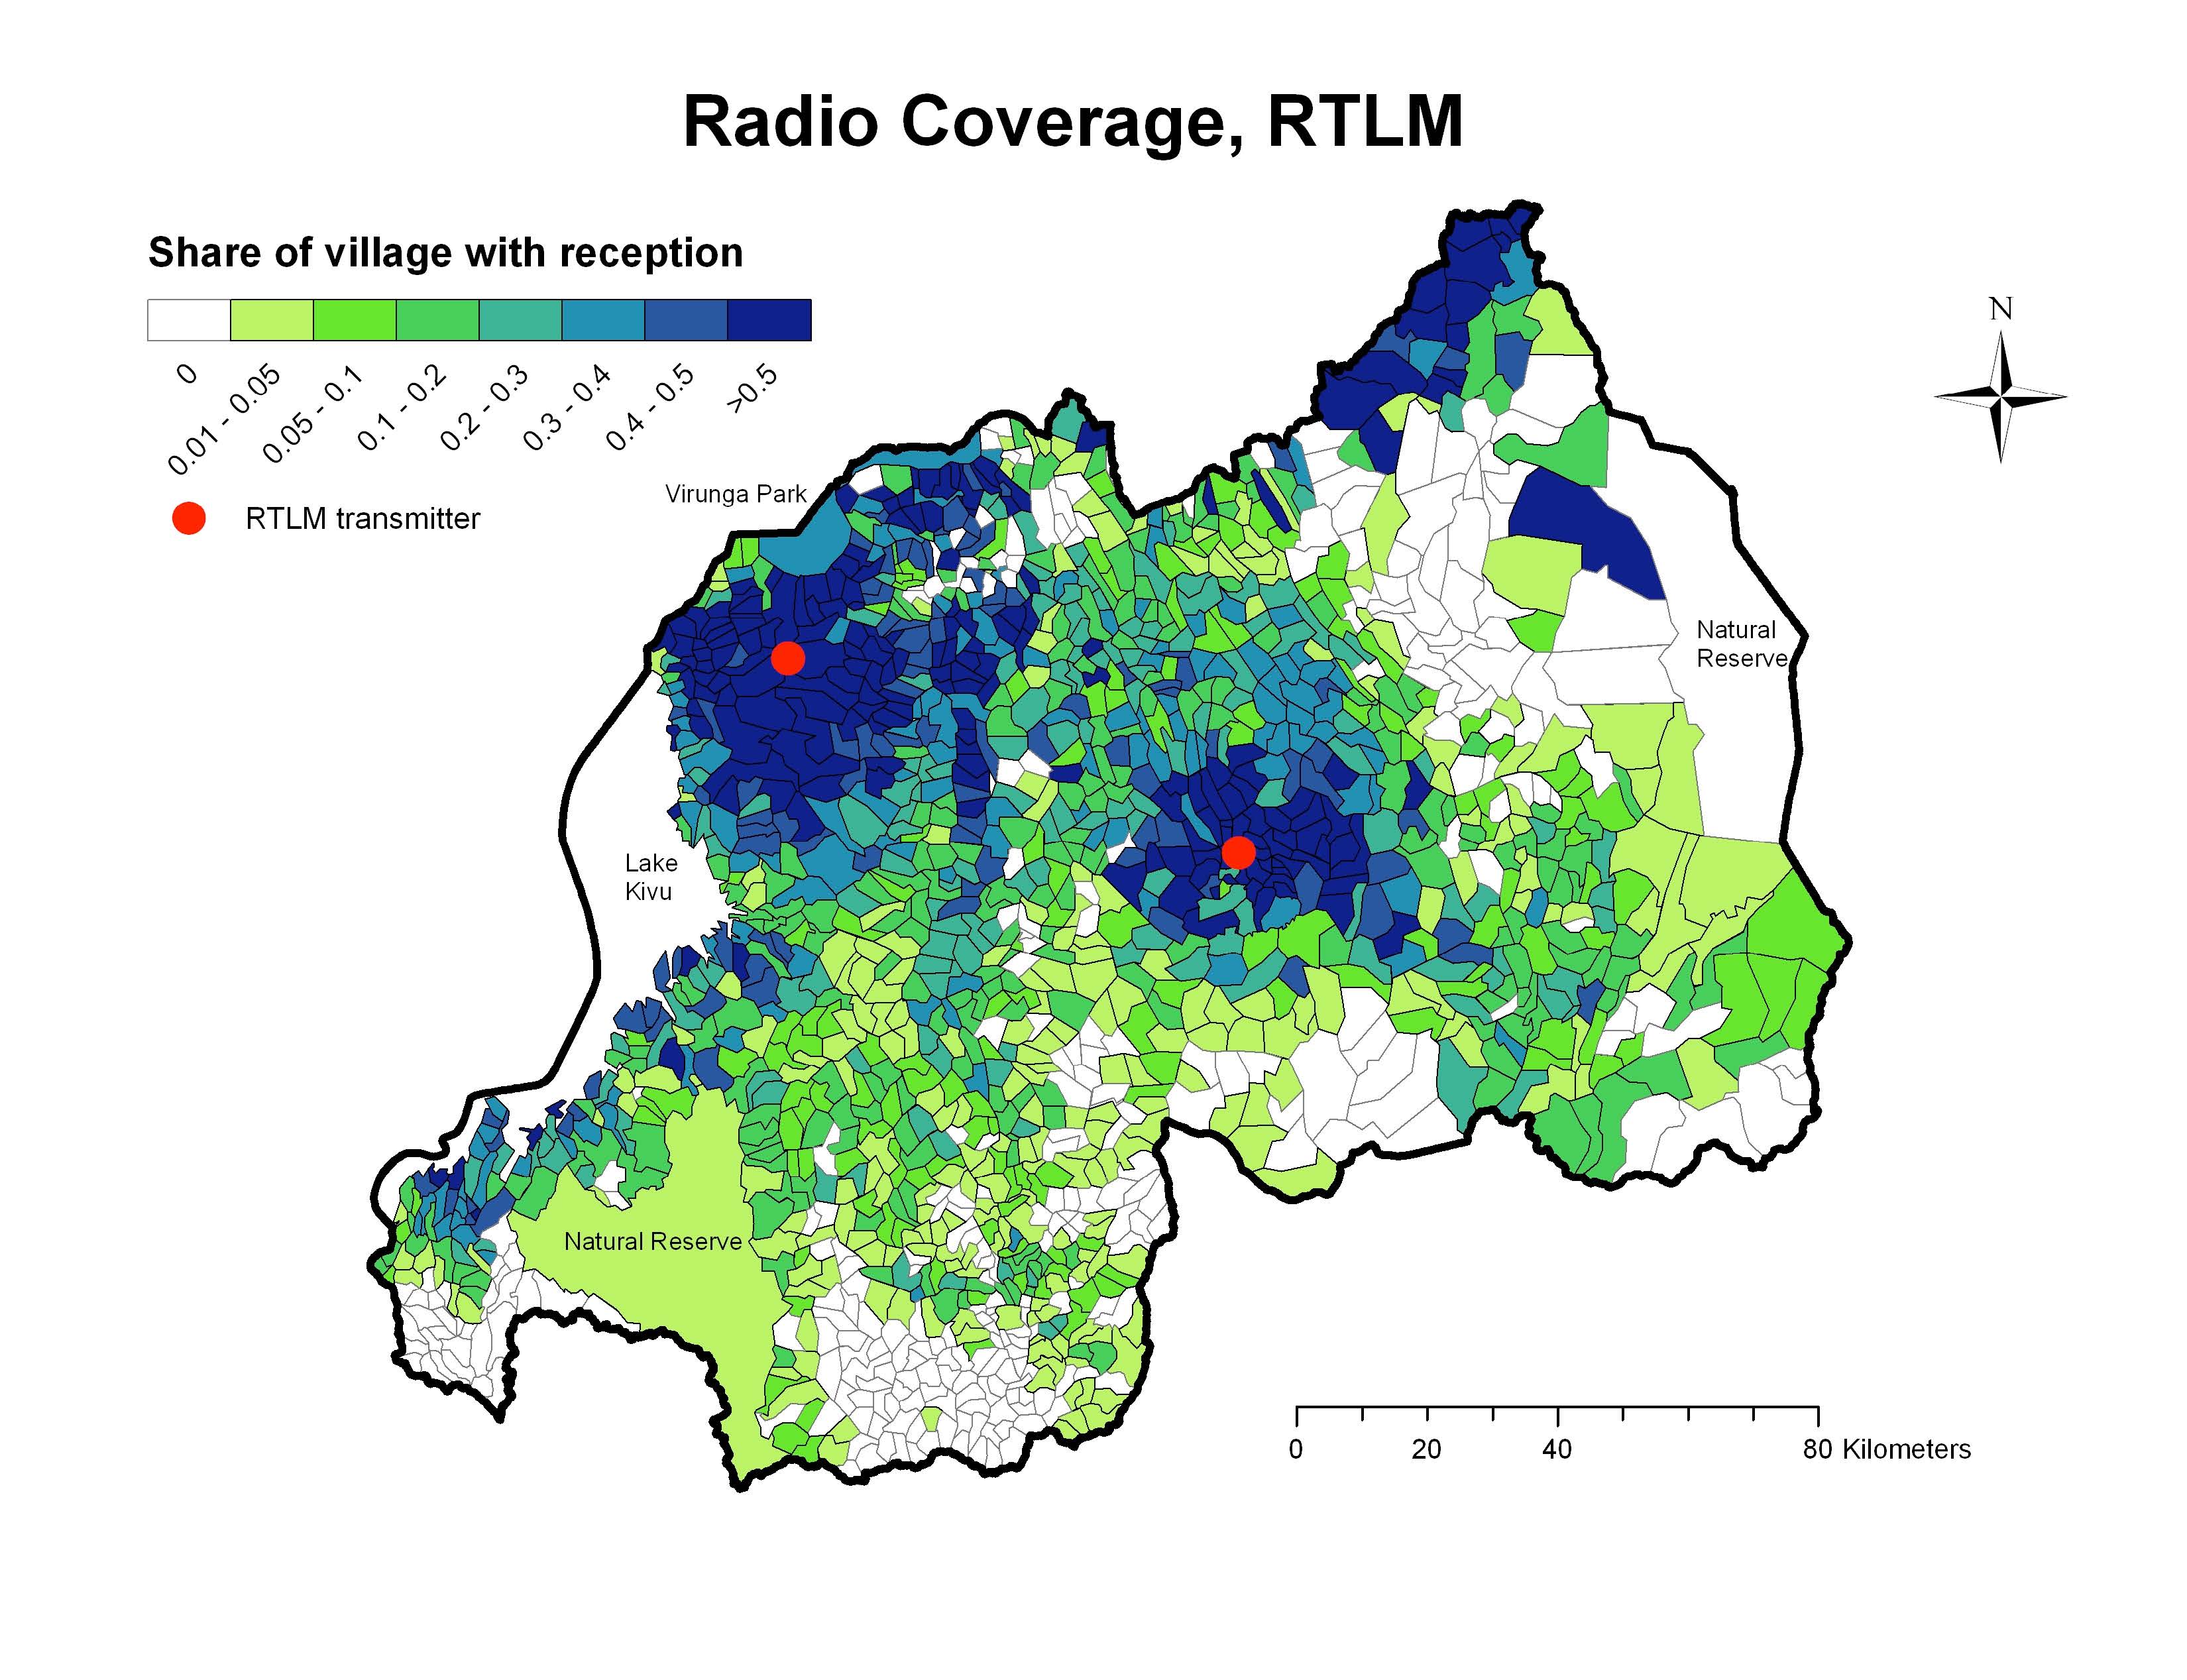 Radio Coverage, RTLM
Share of village with reception
0
0.01 - 0.05
0.05 - 0.1
0.1 - 0.2
0.2 - 0.3
0.3 - 0.4
0.4 - 0.5
>0.5
RTLM transmitter
N
Virunga Park
Natural
Reserve
Lake
Kivu
Natural Reserve
0 20 40 80 Kilometers